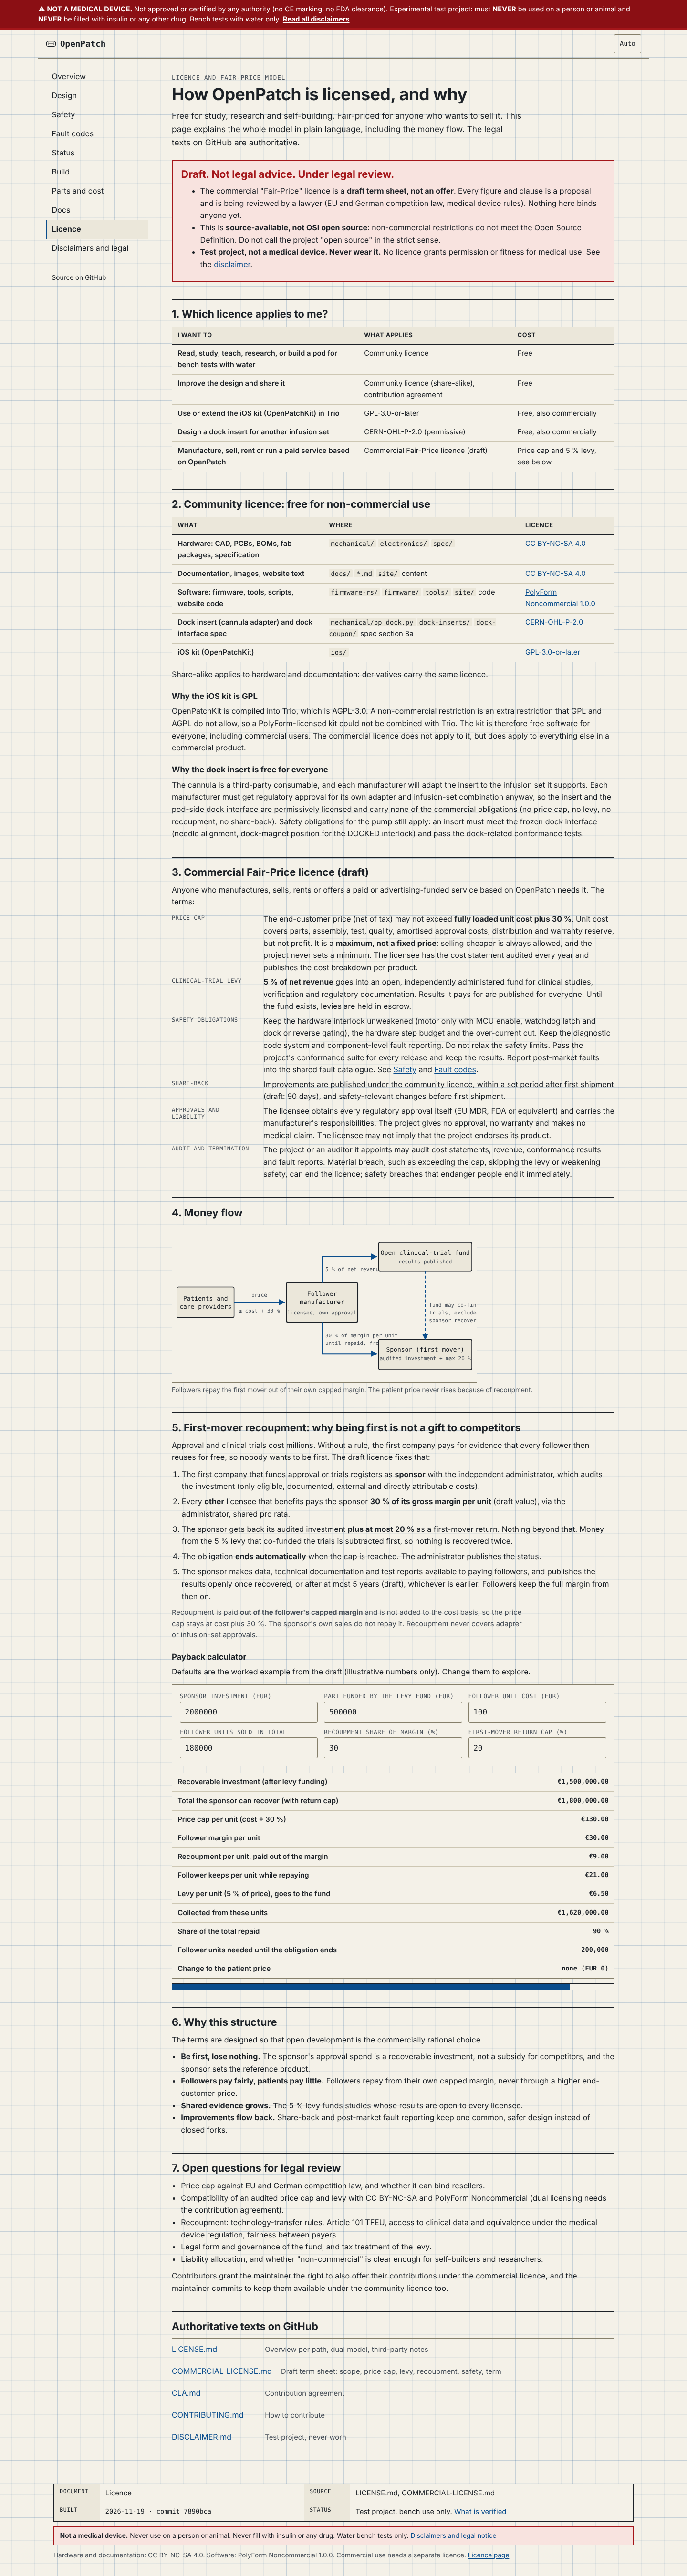 ⚠ NOT A MEDICAL DEVICE. Not approved or certified by any authority (no CE marking, no FDA clearance). Experimental test project: must NEVER be used on a person or animal and
NEVER be filled with insulin or any other drug. Bench tests with water only. Read all disclaimers
OpenPatch
Auto
Overview
Design
Safety
Fault codes
Status
Build
Parts and cost
Docs
Licence
Disclaimers and legal
Source on GitHub
LICENCE AND FAIR-PRICE MODEL
How OpenPatch is licensed, and why
Free for study, research and self-building. Fair-priced for anyone who wants to sell it. This
page explains the whole model in plain language, including the money flow. The legal
texts on GitHub are authoritative.
Draft. Not legal advice. Under legal review.
• The commercial "Fair-Price" licence is a draft term sheet, not an offer. Every figure and clause is a proposal
and is being reviewed by a lawyer (EU and German competition law, medical device rules). Nothing here binds
anyone yet.
• This is source-available, not OSI open source: non-commercial restrictions do not meet the Open Source
Definition. Do not call the project "open source" in the strict sense.
• Test project, not a medical device. Never wear it. No licence grants permission or fitness for medical use. See
the disclaimer.
1. Which licence applies to me?
I WANT TO WHAT APPLIES COST
Read, study, teach, research, or build a pod for Community licence Free
bench tests with water
Improve the design and share it Community licence (share-alike), Free
contribution agreement
Use or extend the iOS kit (OpenPatchKit) in Trio GPL-3.0-or-later Free, also commercially
Design a dock insert for another infusion set CERN-OHL-P-2.0 (permissive) Free, also commercially
Manufacture, sell, rent or run a paid service based Commercial Fair-Price licence (draft) Price cap and 5 % levy,
on OpenPatch see below
2. Community licence: free for non-commercial use
WHAT WHERE LICENCE
Hardware: CAD, PCBs, BOMs, fab mechanical/ electronics/ spec/ CC BY-NC-SA 4.0
packages, specification
Documentation, images, website text docs/ *.md site/ content CC BY-NC-SA 4.0
Software: firmware, tools, scripts, firmware-rs/ firmware/ tools/ site/ code PolyForm
website code Noncommercial 1.0.0
Dock insert (cannula adapter) and dock mechanical/op_dock.py dock-inserts/ dock- CERN-OHL-P-2.0
interface spec coupon/ spec section 8a
iOS kit (OpenPatchKit) ios/ GPL-3.0-or-later
Share-alike applies to hardware and documentation: derivatives carry the same licence.
Why the iOS kit is GPL
OpenPatchKit is compiled into Trio, which is AGPL-3.0. A non-commercial restriction is an extra restriction that GPL and
AGPL do not allow, so a PolyForm-licensed kit could not be combined with Trio. The kit is therefore free software for
everyone, including commercial users. The commercial licence does not apply to it, but does apply to everything else in a
commercial product.
Why the dock insert is free for everyone
The cannula is a third-party consumable, and each manufacturer will adapt the insert to the infusion set it supports. Each
manufacturer must get regulatory approval for its own adapter and infusion-set combination anyway, so the insert and the
pod-side dock interface are permissively licensed and carry none of the commercial obligations (no price cap, no levy, no
recoupment, no share-back). Safety obligations for the pump still apply: an insert must meet the frozen dock interface
(needle alignment, dock-magnet position for the DOCKED interlock) and pass the dock-related conformance tests.
3. Commercial Fair-Price licence (draft)
Anyone who manufactures, sells, rents or offers a paid or advertising-funded service based on OpenPatch needs it. The
terms:
PRICE CAP The end-customer price (net of tax) may not exceed fully loaded unit cost plus 30 %. Unit cost
covers parts, assembly, test, quality, amortised approval costs, distribution and warranty reserve,
but not profit. It is a maximum, not a fixed price: selling cheaper is always allowed, and the
project never sets a minimum. The licensee has the cost statement audited every year and
publishes the cost breakdown per product.
CLINICAL-TRIAL LEVY 5 % of net revenue goes into an open, independently administered fund for clinical studies,
verification and regulatory documentation. Results it pays for are published for everyone. Until
the fund exists, levies are held in escrow.
SAFETY OBLIGATIONS Keep the hardware interlock unweakened (motor only with MCU enable, watchdog latch and
dock or reverse gating), the hardware step budget and the over-current cut. Keep the diagnostic
code system and component-level fault reporting. Do not relax the safety limits. Pass the
project's conformance suite for every release and keep the results. Report post-market faults
into the shared fault catalogue. See Safety and Fault codes.
SHARE-BACK Improvements are published under the community licence, within a set period after first shipment
(draft: 90 days), and safety-relevant changes before first shipment.
APPROVALS AND The licensee obtains every regulatory approval itself (EU MDR, FDA or equivalent) and carries the
LIABILITY manufacturer's responsibilities. The project gives no approval, no warranty and makes no
medical claim. The licensee may not imply that the project endorses its product.
AUDIT AND TERMINATION The project or an auditor it appoints may audit cost statements, revenue, conformance results
and fault reports. Material breach, such as exceeding the cap, skipping the levy or weakening
safety, can end the licence; safety breaches that endanger people end it immediately.
4. Money flow
Open clinical-trial fund
results published
5 % of net revenu
Patients and
care providers
price
≤ cost + 30 %
Follower
manufacturer
licensee, own approval
fund may co-fin
trials, exclude
sponsor recover
30 % of margin per unit
until repaid, fro
Sponsor (first mover)
audited investment + max 20 %
Followers repay the first mover out of their own capped margin. The patient price never rises because of recoupment.
5. First-mover recoupment: why being first is not a gift to competitors
Approval and clinical trials cost millions. Without a rule, the first company pays for evidence that every follower then
reuses for free, so nobody wants to be first. The draft licence fixes that:
1. The first company that funds approval or trials registers as sponsor with the independent administrator, which audits
the investment (only eligible, documented, external and directly attributable costs).
2. Every other licensee that benefits pays the sponsor 30 % of its gross margin per unit (draft value), via the
administrator, shared pro rata.
3. The sponsor gets back its audited investment plus at most 20 % as a first-mover return. Nothing beyond that. Money
from the 5 % levy that co-funded the trials is subtracted first, so nothing is recovered twice.
4. The obligation ends automatically when the cap is reached. The administrator publishes the status.
5. The sponsor makes data, technical documentation and test reports available to paying followers, and publishes the
results openly once recovered, or after at most 5 years (draft), whichever is earlier. Followers keep the full margin from
then on.
Recoupment is paid out of the follower's capped margin and is not added to the cost basis, so the price
cap stays at cost plus 30 %. The sponsor's own sales do not repay it. Recoupment never covers adapter
or infusion-set approvals.
Payback calculator
Defaults are the worked example from the draft (illustrative numbers only). Change them to explore.
SPONSOR INVESTMENT (EUR) PART FUNDED BY THE LEVY FUND (EUR) FOLLOWER UNIT COST (EUR)
2000000 500000 100
FOLLOWER UNITS SOLD IN TOTAL RECOUPMENT SHARE OF MARGIN (%) FIRST-MOVER RETURN CAP (%)
180000 30 20
Recoverable investment (after levy funding) €1,500,000.00
Total the sponsor can recover (with return cap) €1,800,000.00
Price cap per unit (cost + 30 %) €130.00
Follower margin per unit €30.00
Recoupment per unit, paid out of the margin €9.00
Follower keeps per unit while repaying €21.00
Levy per unit (5 % of price), goes to the fund €6.50
Collected from these units €1,620,000.00
Share of the total repaid 90 %
Follower units needed until the obligation ends 200,000
Change to the patient price none (EUR 0)
6. Why this structure
The terms are designed so that open development is the commercially rational choice.
• Be first, lose nothing. The sponsor's approval spend is a recoverable investment, not a subsidy for competitors, and the
sponsor sets the reference product.
• Followers pay fairly, patients pay little. Followers repay from their own capped margin, never through a higher end-
customer price.
• Shared evidence grows. The 5 % levy funds studies whose results are open to every licensee.
• Improvements flow back. Share-back and post-market fault reporting keep one common, safer design instead of
closed forks.
7. Open questions for legal review
• Price cap against EU and German competition law, and whether it can bind resellers.
• Compatibility of an audited price cap and levy with CC BY-NC-SA and PolyForm Noncommercial (dual licensing needs
the contribution agreement).
• Recoupment: technology-transfer rules, Article 101 TFEU, access to clinical data and equivalence under the medical
device regulation, fairness between payers.
• Legal form and governance of the fund, and tax treatment of the levy.
• Liability allocation, and whether "non-commercial" is clear enough for self-builders and researchers.
Contributors grant the maintainer the right to also offer their contributions under the commercial licence, and the
maintainer commits to keep them available under the community licence too.
Authoritative texts on GitHub
LICENSE.md Overview per path, dual model, third-party notes
COMMERCIAL-LICENSE.md Draft term sheet: scope, price cap, levy, recoupment, safety, term
CLA.md Contribution agreement
CONTRIBUTING.md How to contribute
DISCLAIMER.md Test project, never worn
DOCUMENT Licence SOURCE LICENSE.md, COMMERCIAL-LICENSE.md
BUILT 2026-11-19 · commit 7890bca STATUS Test project, bench use only. What is verified
Not a medical device. Never use on a person or animal. Never fill with insulin or any drug. Water bench tests only. Disclaimers and legal notice
Hardware and documentation: CC BY-NC-SA 4.0. Software: PolyForm Noncommercial 1.0.0. Commercial use needs a separate licence. Licence page.